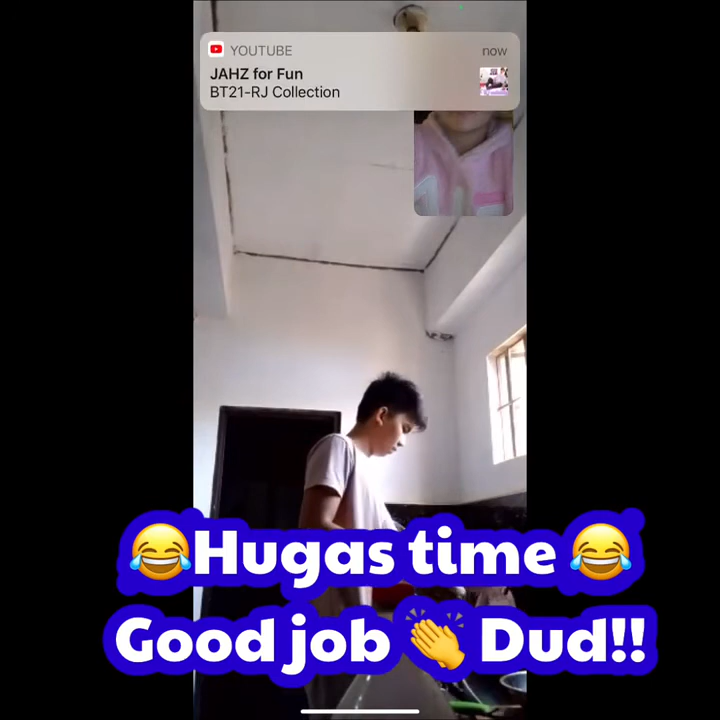 YOUTUBE now
JAHZ for Fun
BT21-RJ Collection
😂Hugas time 😂
Good job 👏 Dud!!